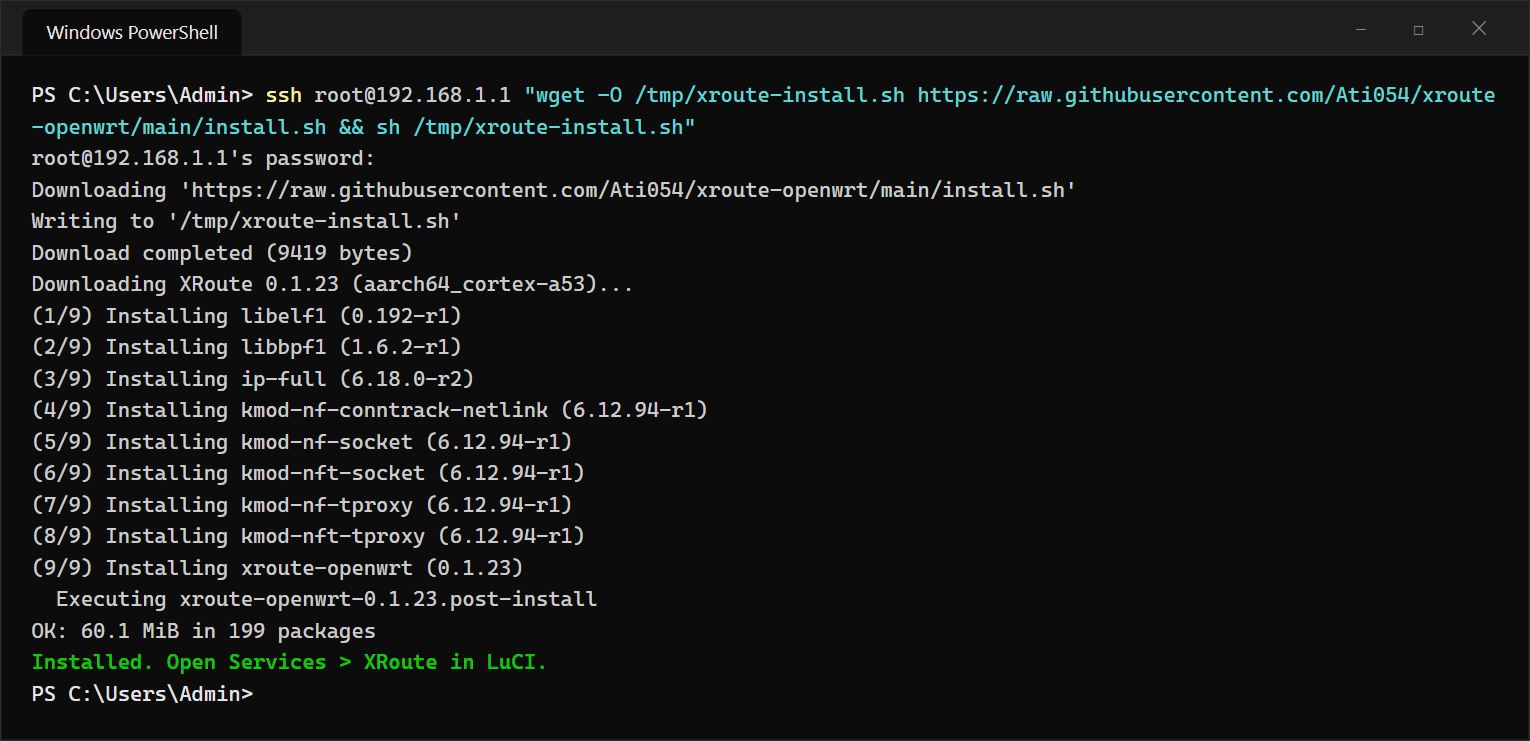 Windows PowerShell
PS C:\Users\Admin> ssh root@192.168.1.1 "wget -O /tmp/xroute-install.sh https://raw.githubusercontent.com/Ati054/xroute
-openwrt/main/install.sh && sh /tmp/xroute-install.sh"
root@192.168.1.1's password:
Downloading 'https://raw.githubusercontent.com/Ati054/xroute-openwrt/main/install.sh'
Writing to '/tmp/xroute-install.sh'
Download completed (9419 bytes)
Downloading XRoute 0.1.23 (aarch64_cortex-a53)...
(1/9) Installing libelf1 (0.192-r1)
(2/9) Installing libbpf1 (1.6.2-r1)
(3/9) Installing ip-full (6.18.0-r2)
(4/9) Installing kmod-nf-conntrack-netlink (6.12.94-r1)
(5/9) Installing kmod-nf-socket (6.12.94-r1)
(6/9) Installing kmod-nft-socket (6.12.94-r1)
(7/9) Installing kmod-nf-tproxy (6.12.94-r1)
(8/9) Installing kmod-nft-tproxy (6.12.94-r1)
(9/9) Installing xroute-openwrt (0.1.23)
  Executing xroute-openwrt-0.1.23.post-install
OK: 60.1 MiB in 199 packages
Installed. Open Services > XRoute in LuCI.
PS C:\Users\Admin>